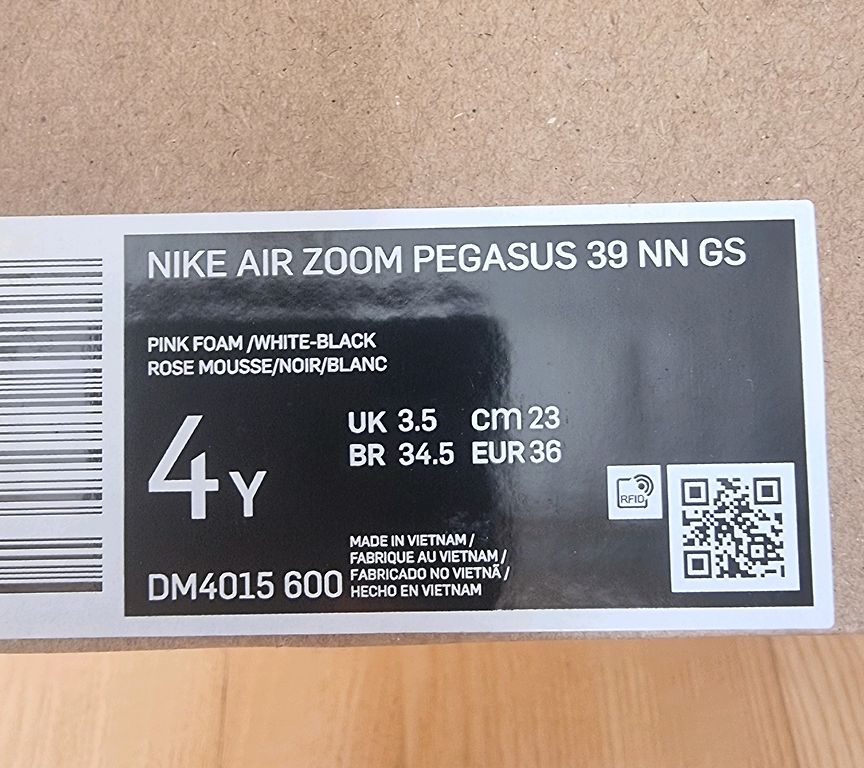 NIKE AIR ZOOM PEGASUS 39 NN GS
PINK FOAM /WHITE-BLACK
ROSE MOUSSE/NOIR/BLANC
4Y
UK 3.5 cm 23
BR 34.5 EUR 36
RFID
MADE IN VIETNAM /
FABRIQUE AU VIETNAM /
FABRICADO NO VIETNÃ /
HECHO EN VIETNAM
DM4015 600